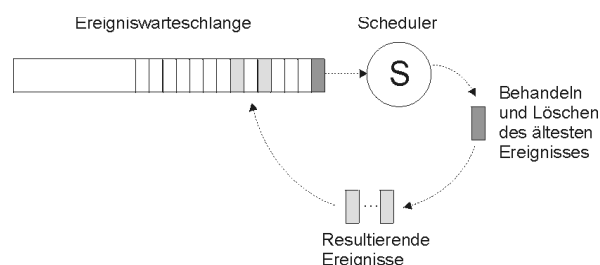 Ereigniswarteschlange
Scheduler
S
Behandeln
und Löschen
des ältesten
Ereignisses
...
Resultierende
Ereignisse